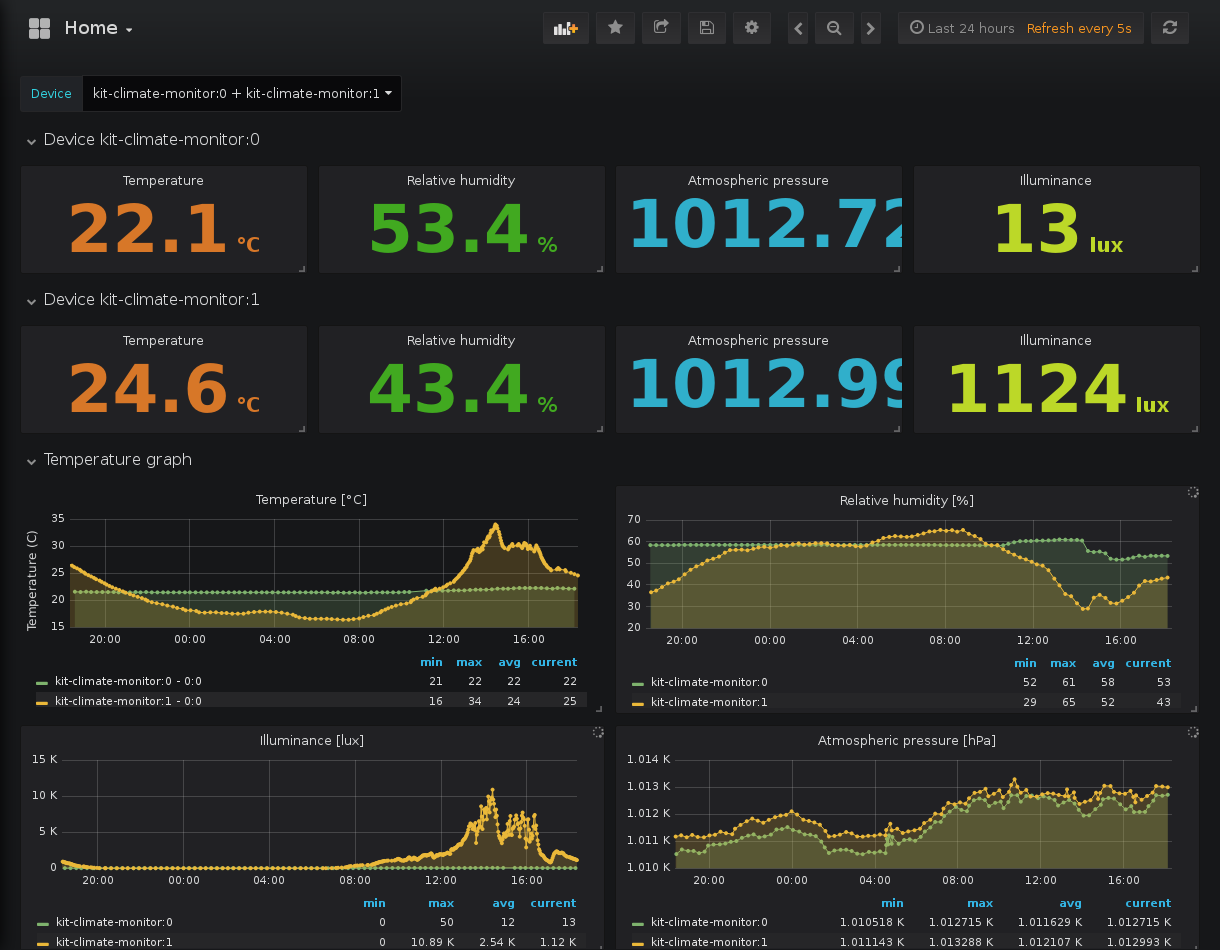 Home
Last 24 hours Refresh every 5s
Device kit-climate-monitor:0 + kit-climate-monitor:1
Device kit-climate-monitor:0
Temperature Relative humidity Atmospheric pressure Illuminance
22.1 °C 53.4 % 1012.72 13 lux
Device kit-climate-monitor:1
Temperature Relative humidity Atmospheric pressure Illuminance
24.6 °C 43.4 % 1012.99 1124 lux
Temperature graph
Temperature [°C]
Temperature (C)
35
30
25
20
15
20:00 00:00 04:00 08:00 12:00 16:00
min max avg current
kit-climate-monitor:0 - 0:0 21 22 22 22
kit-climate-monitor:1 - 0:0 16 34 24 25
Relative humidity [%]
70
60
50
40
30
20
20:00 00:00 04:00 08:00 12:00 16:00
min max avg current
kit-climate-monitor:0 52 61 58 53
kit-climate-monitor:1 29 65 52 43
Illuminance [lux]
15 K
10 K
5 K
0
20:00 00:00 04:00 08:00 12:00 16:00
min max avg current
kit-climate-monitor:0 0 50 12 13
kit-climate-monitor:1 0 10.89 K 2.54 K 1.12 K
Atmospheric pressure [hPa]
1.014 K
1.013 K
1.012 K
1.011 K
1.010 K
20:00 00:00 04:00 08:00 12:00 16:00
min max avg current
kit-climate-monitor:0 1.010518 K 1.012715 K 1.011629 K 1.012715 K
kit-climate-monitor:1 1.011143 K 1.013288 K 1.012107 K 1.012993 K